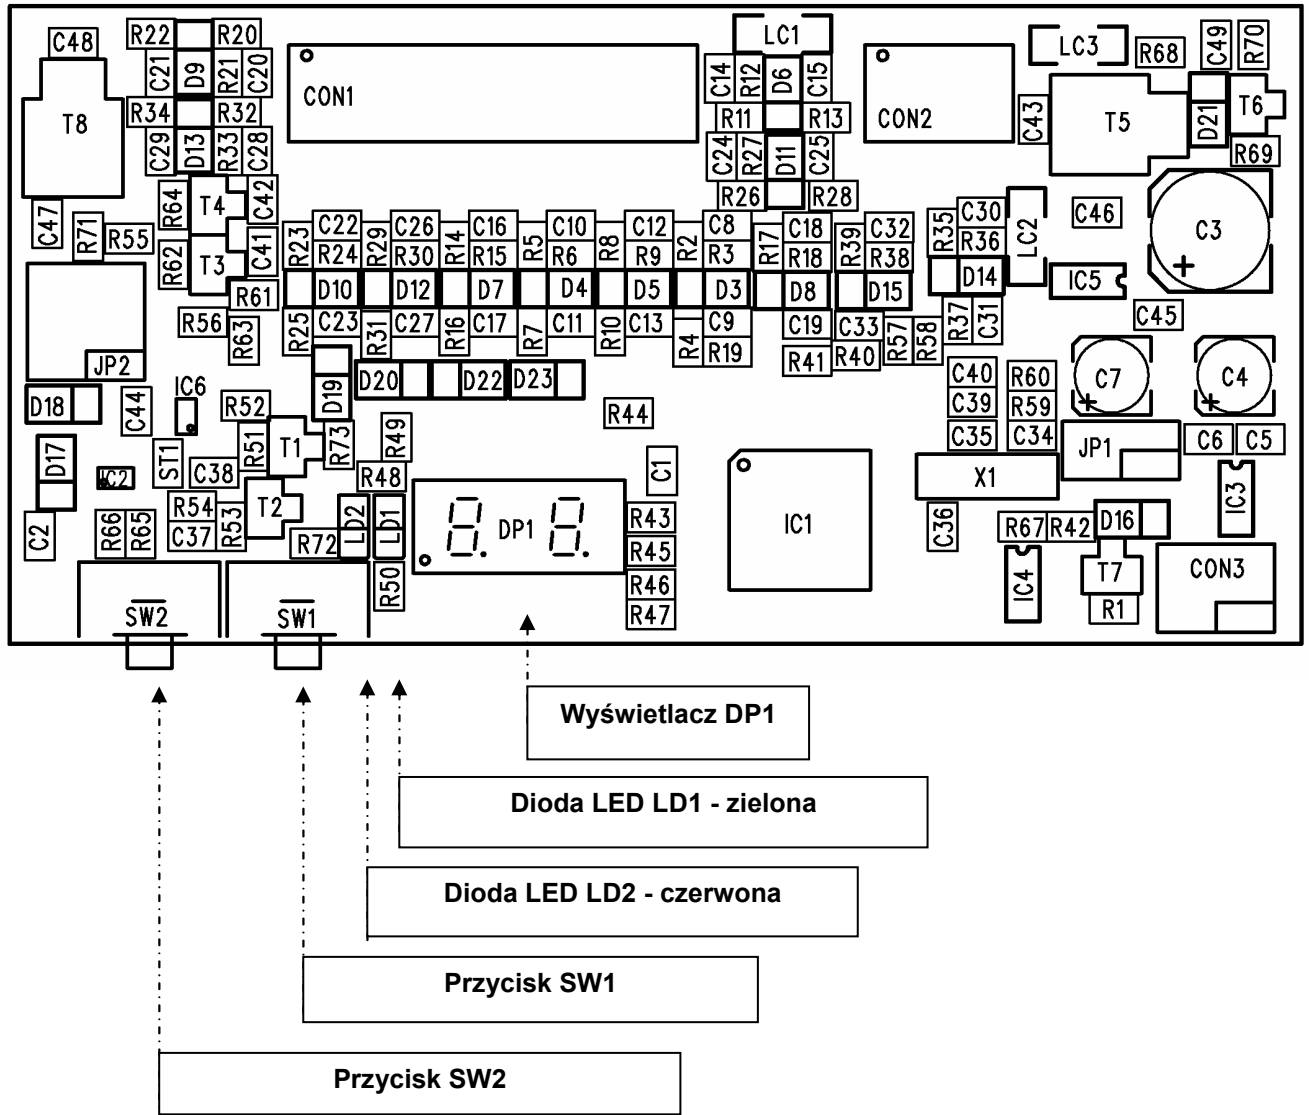 C48 R22 R20 LC1 LC3 R68 C49 R70
C21 D9 R21 C20 CON1 C14 R12 D6 C15 CON2 C43 T5 D21 T6
T8 R34 R32 R11 R13
C29 D13 R33 C28 C24 R27 D11 C25 R69
R64 T4 C42 R26 R28
C47 R71 R55 R62 T3 C41 R23 C22 R29 C26 R14 C16 R5 C10 R8 C12 R2 C8 R17 C18 R39 C32 R35 C30 LC2 C46 C3
R24 R30 R15 R6 R9 R3 R18 R38 R36
R61 D10 D12 D7 D4 D5 D3 D8 D15 D14 IC5 +
R56 R63 R25 C23 R31 C27 R16 C17 R7 C11 R10 C13 R4 C9 C19 C33 R57 R58 R37 C31 C45
JP2 R19 R41 R40
D18 C44 IC6 D19 D20 D22 D23 C40 R60 C7 C4
R52 R44 C39 R59 + +
D17 ST1 R51 T1 R73 R49 C35 C34 JP1 C6 C5
C2 C38 R48 C1 X1 IC3
R54 R53 T2 LD2 LD1 8. DP1 8. R43 IC1 C36 R67 R42 D16
R66 R65 C37 R72 R45
SW2 SW1 R50 R46 IC4 T7 CON3
R47 R1
Wyświetlacz DP1
Dioda LED LD1 - zielona
Dioda LED LD2 - czerwona
Przycisk SW1
Przycisk SW2